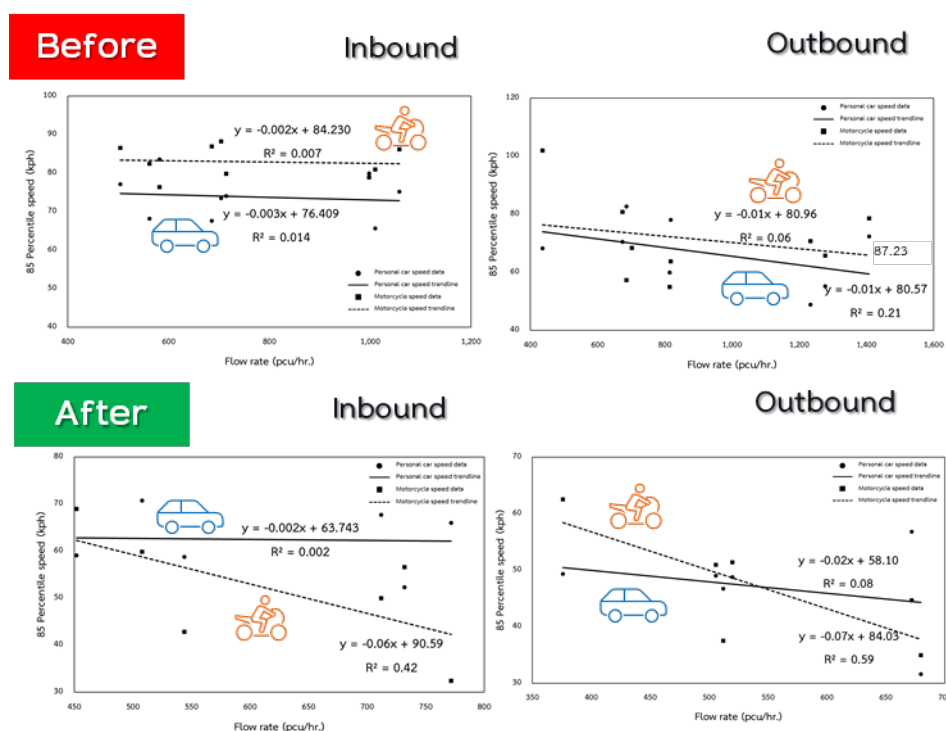 Before
Inbound
Outbound
100
90
80
70
60
50
40
85 Percentile speed (kph)
y = -0.002x + 84.230
R² = 0.007
y = -0.003x + 76.409
R² = 0.014
Personal car speed data
Personal car speed trendline
Motorcycle speed data
Motorcycle speed trendline
400
600
800
1,000
1,200
Flow rate (pcu/hr.)
120
100
80
60
40
85 Percentile speed (kph)
Personal car speed data
Personal car speed trendline
Motorcycle speed data
Motorcycle speed trendline
y = -0.01x + 80.96
R² = 0.06
87.23
y = -0.01x + 80.57
R² = 0.21
400
600
800
1,000
1,200
1,400
1,600
Flow rate (pcu/hr.)
After
Inbound
Outbound
80
70
60
50
40
30
85 Percentile speed (kph)
Personal car speed data
Personal car speed trendline
Motorcycle speed data
Motorcycle speed trendline
y = -0.002x + 63.743
R² = 0.002
y = -0.06x + 90.59
R² = 0.42
450
500
550
600
650
700
750
800
Flow rate (pcu/hr.)
70
60
50
40
30
85 Percentile speed (kph)
Personal car speed data
Personal car speed trendline
Motorcycle speed data
Motorcycle speed trendline
y = -0.02x + 58.10
R² = 0.08
y = -0.07x + 84.03
R² = 0.59
350
400
450
500
550
600
650
Flow rate (pcu/hr.)